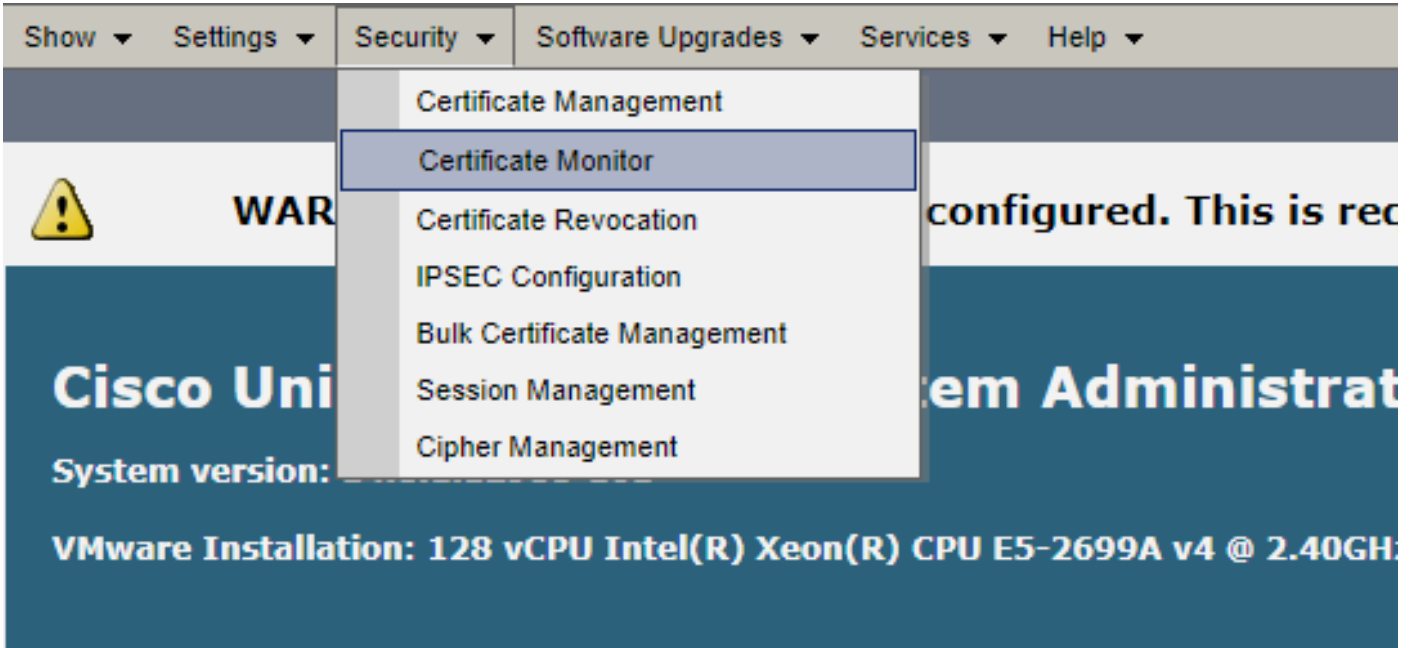 Show Settings Security Software Upgrades Services Help
Certificate Management
Certificate Monitor
Certificate Revocation
IPSEC Configuration
Bulk Certificate Management
Session Management
Cipher Management
WAR configured. This is rec
Cisco Uni tem Administrat
System version:
VMware Installation: 128 vCPU Intel(R) Xeon(R) CPU E5-2699A v4 @ 2.40GHz